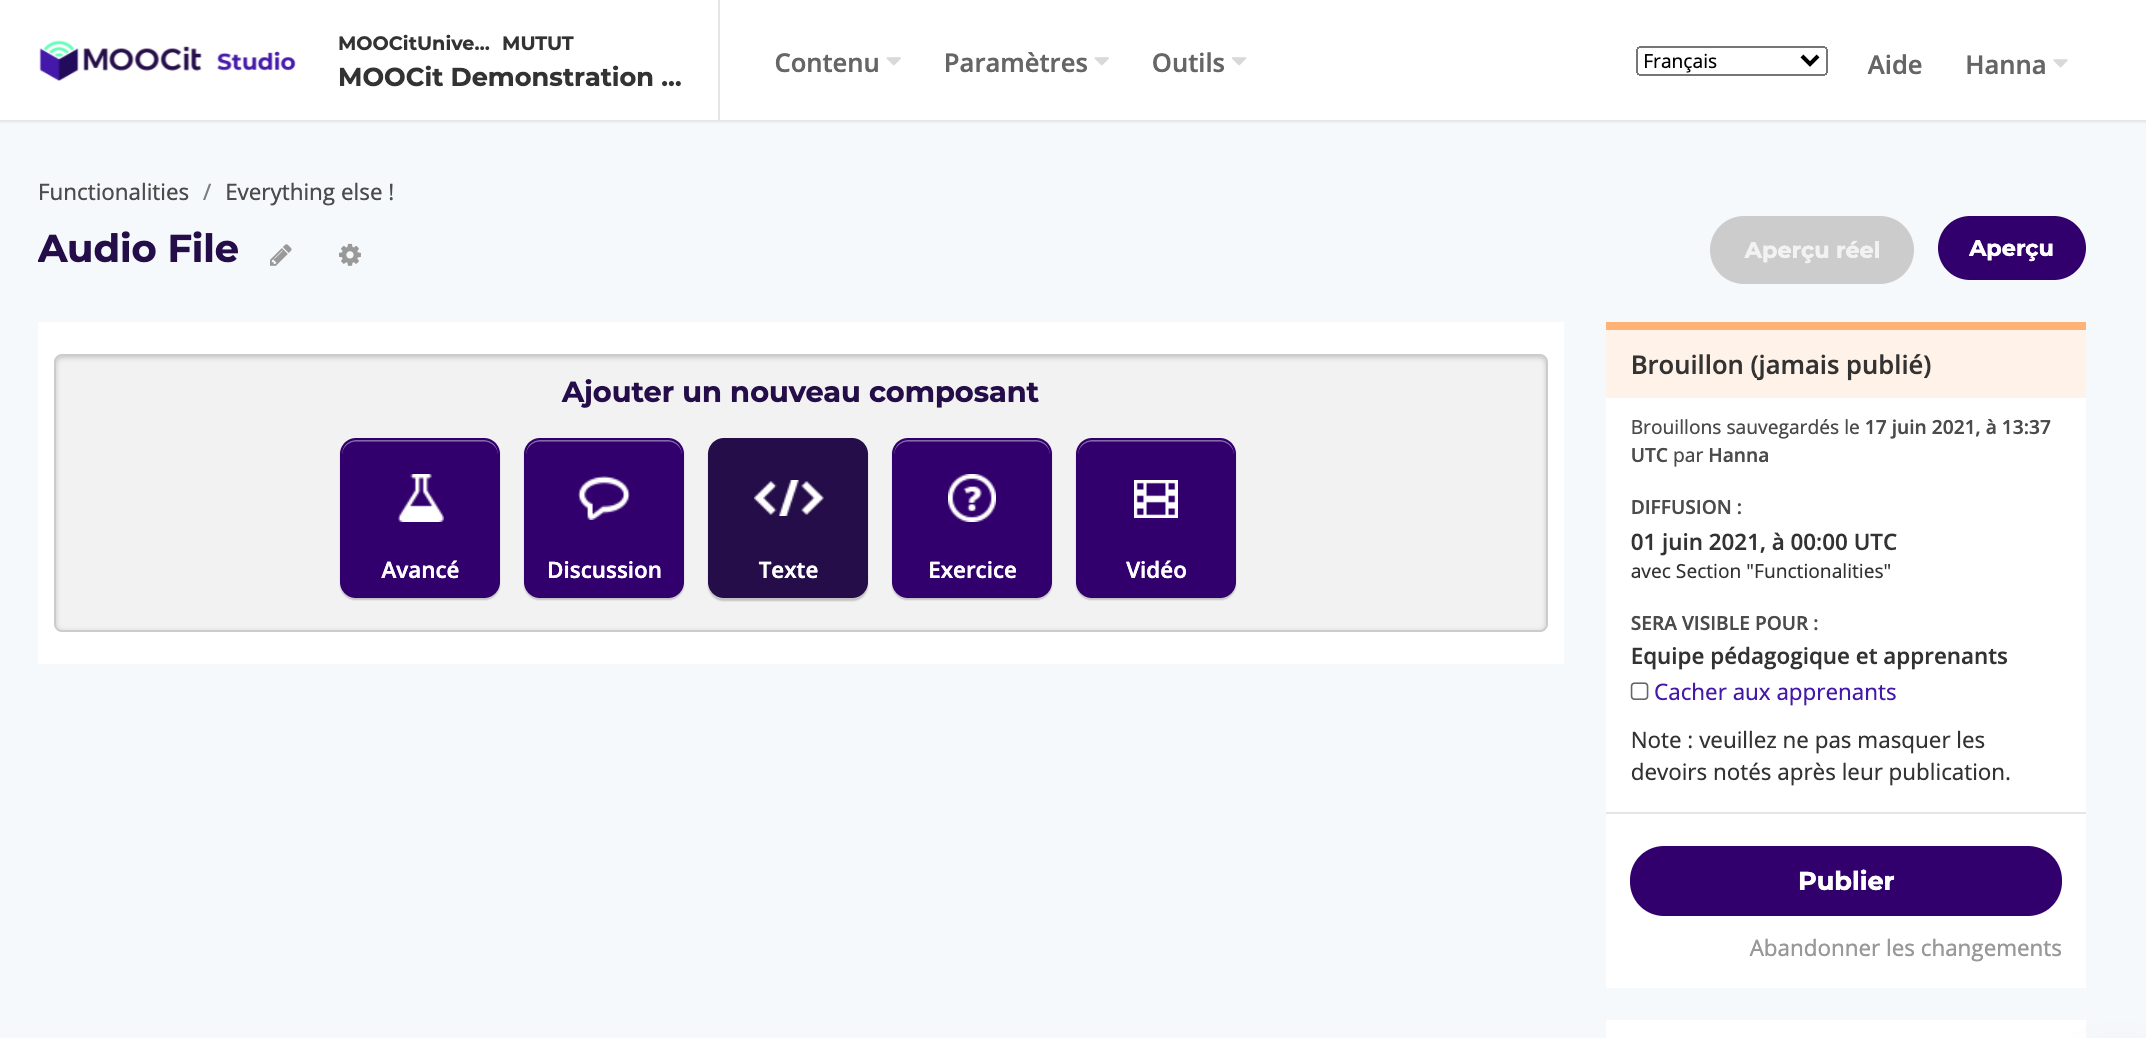 MOOCit Studio
MOOCitUnive... MUTUT
MOOCit Demonstration ...
Contenu
Paramètres
Outils
Français
Aide
Hanna
Functionalities / Everything else !
Audio File
Aperçu réel
Aperçu
Ajouter un nouveau composant
Avancé
Discussion
Texte
Exercice
Vidéo
Brouillon (jamais publié)
Brouillons sauvegardés le 17 juin 2021, à 13:37
UTC par Hanna
DIFFUSION :
01 juin 2021, à 00:00 UTC
avec Section "Functionalities"
SERA VISIBLE POUR :
Equipe pédagogique et apprenants
Cacher aux apprenants
Note : veuillez ne pas masquer les
devoirs notés après leur publication.
Publier
Abandonner les changements